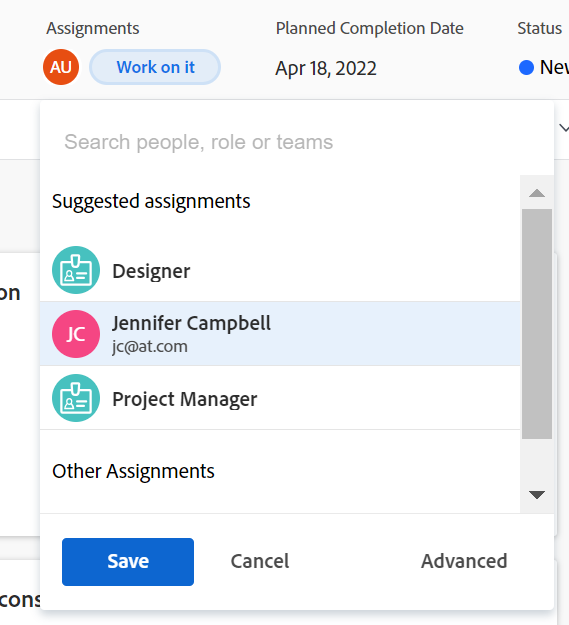 Assignments Planned Completion Date Status
AU Work on it Apr 18, 2022 New
Search people, role or teams
Suggested assignments
Designer
on
JC Jennifer Campbell
jc@at.com
Project Manager
Other Assignments
Save Cancel Advanced
cons